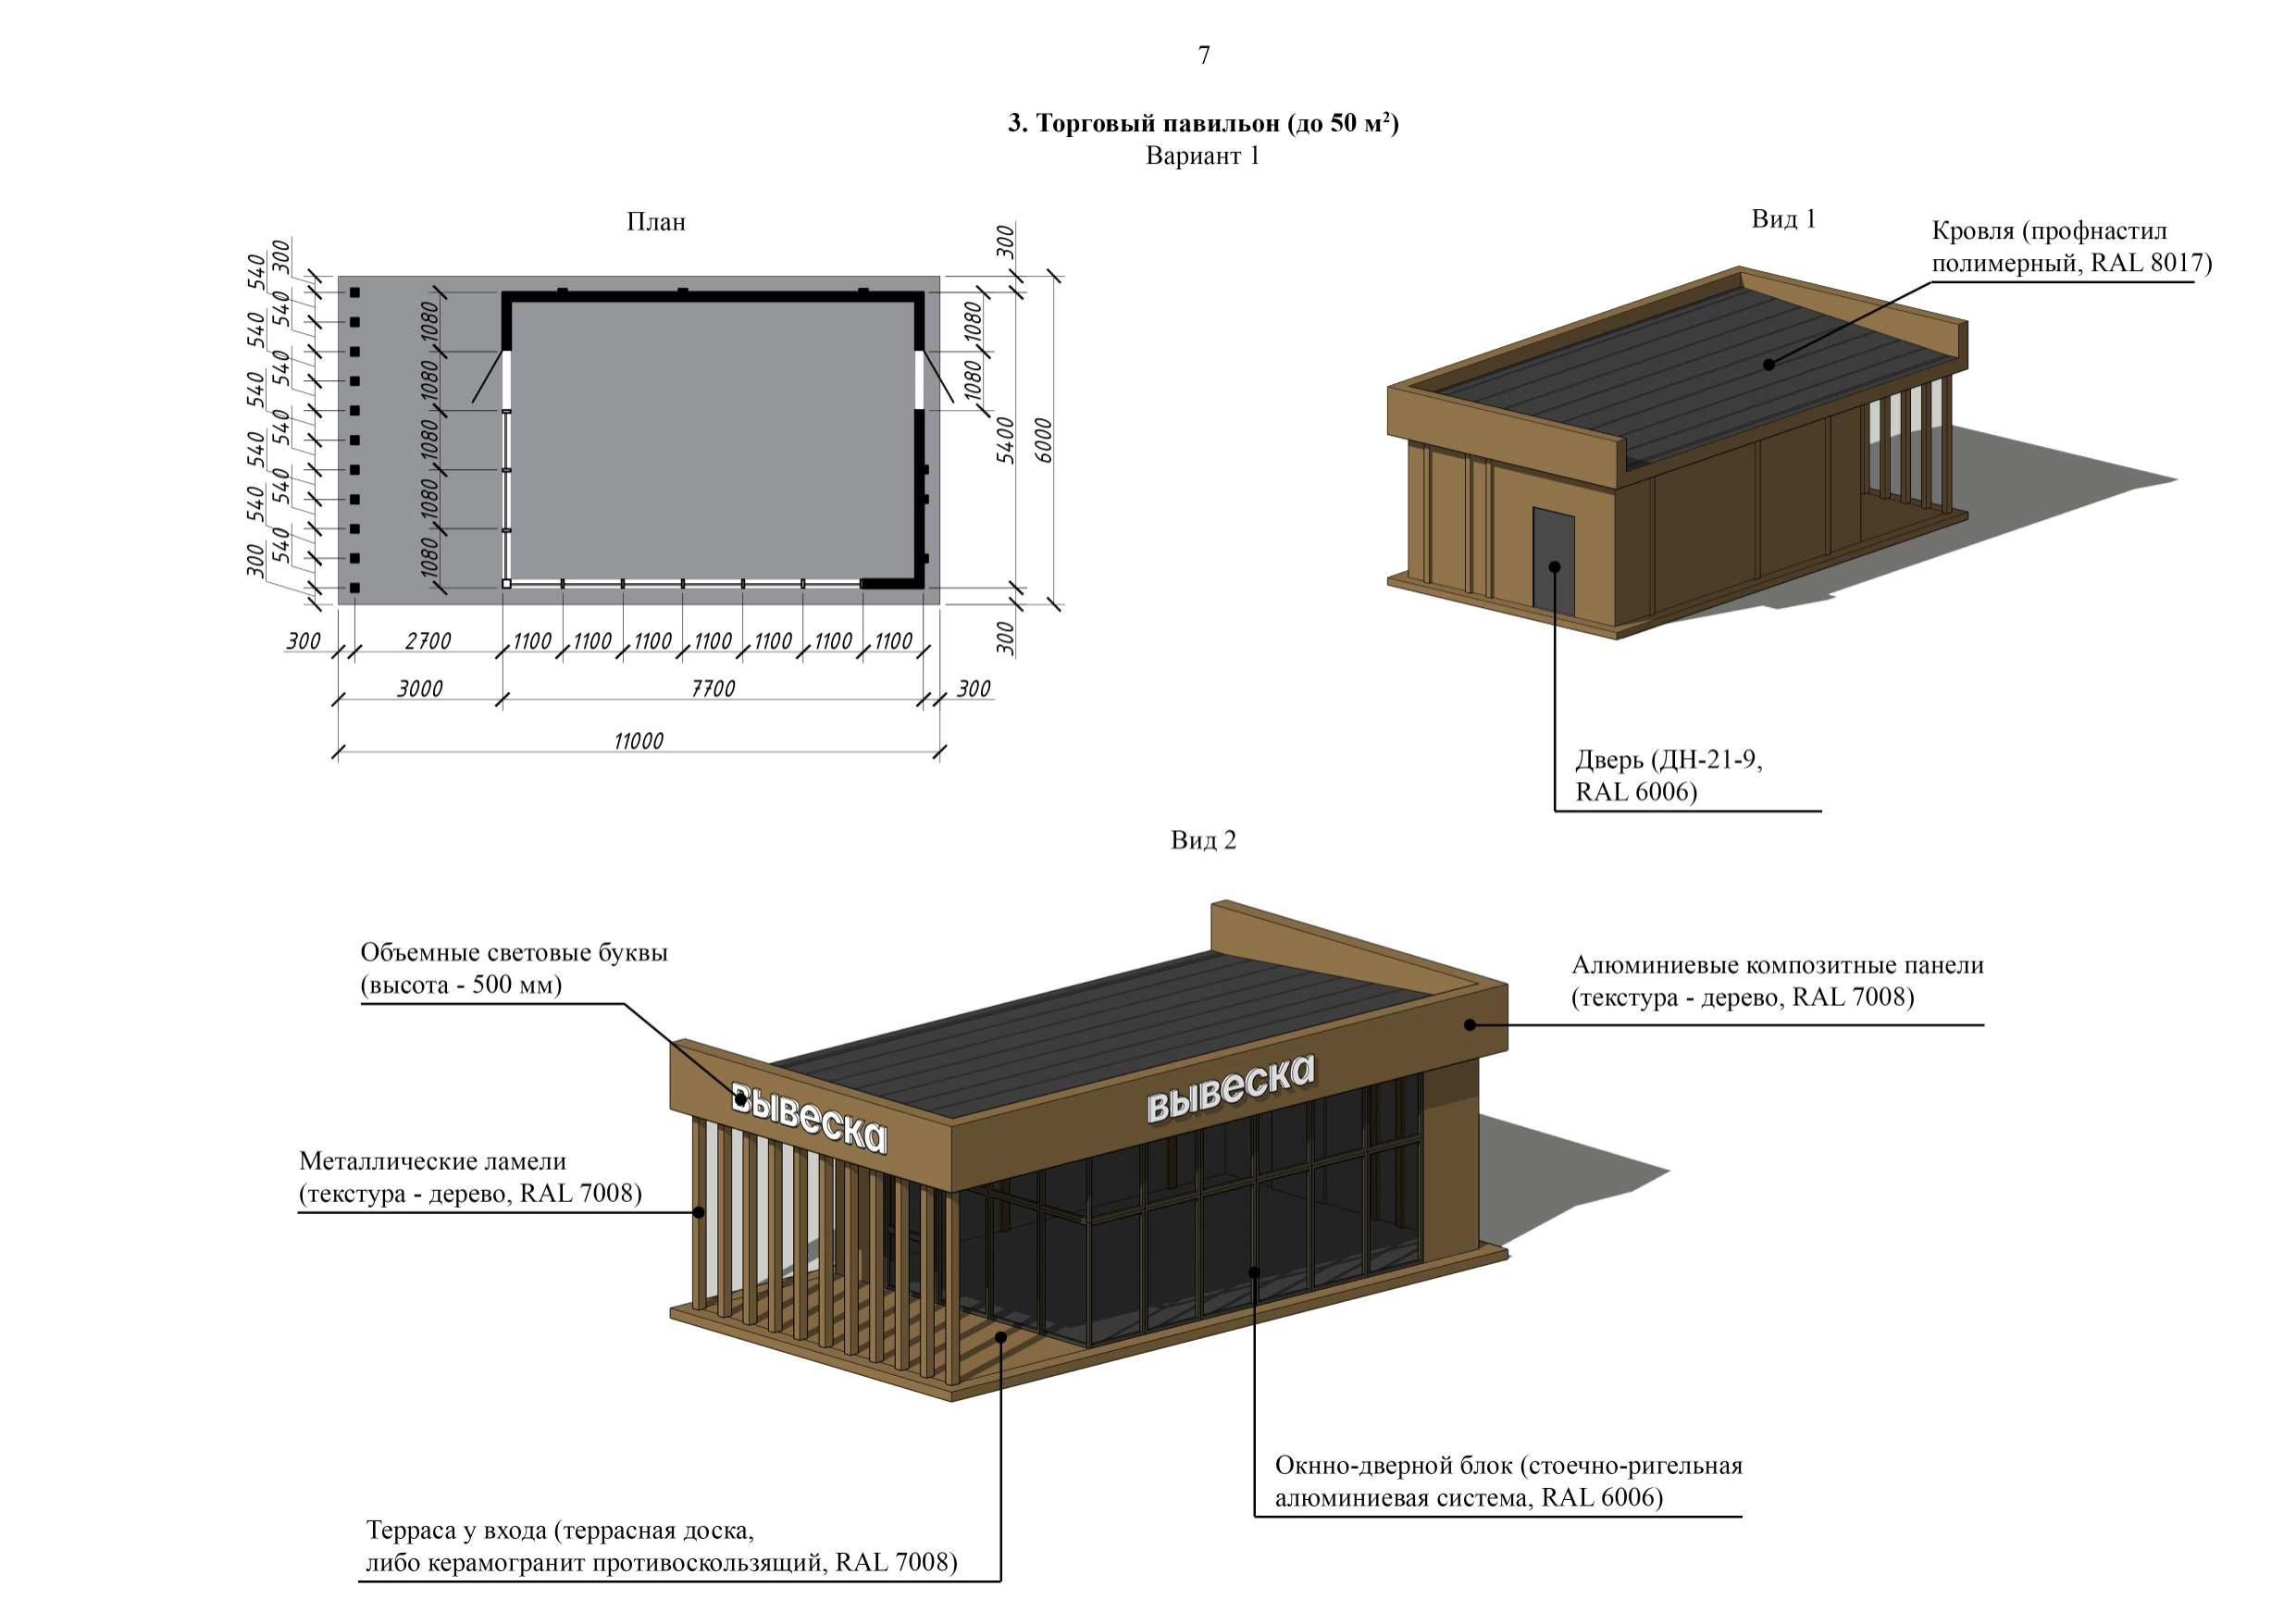 7
3. Торговый павильон (до 50 м²)
Вариант 1
План
Вид 1
Кровля (профнастил
полимерный, RAL 8017)
540
300
540
540
540
540
540
540
540
540
540
300
1080
1080
1080
1080
1080
300
1080
1080
5400
6000
300
300
2700
1100
1100
1100
1100
1100
1100
1100
3000
7700
300
11000
Дверь (ДН-21-9,
RAL 6006)
Вид 2
Объемные световые буквы
(высота - 500 мм)
Алюминиевые композитные панели
(текстура - дерево, RAL 7008)
вывеска
вывеска
Металлические ламели
(текстура - дерево, RAL 7008)
Окнно-дверной блок (стоечно-ригельная
алюминиевая система, RAL 6006)
Терраса у входа (террасная доска,
либо керамогранит противоскользящий, RAL 7008)